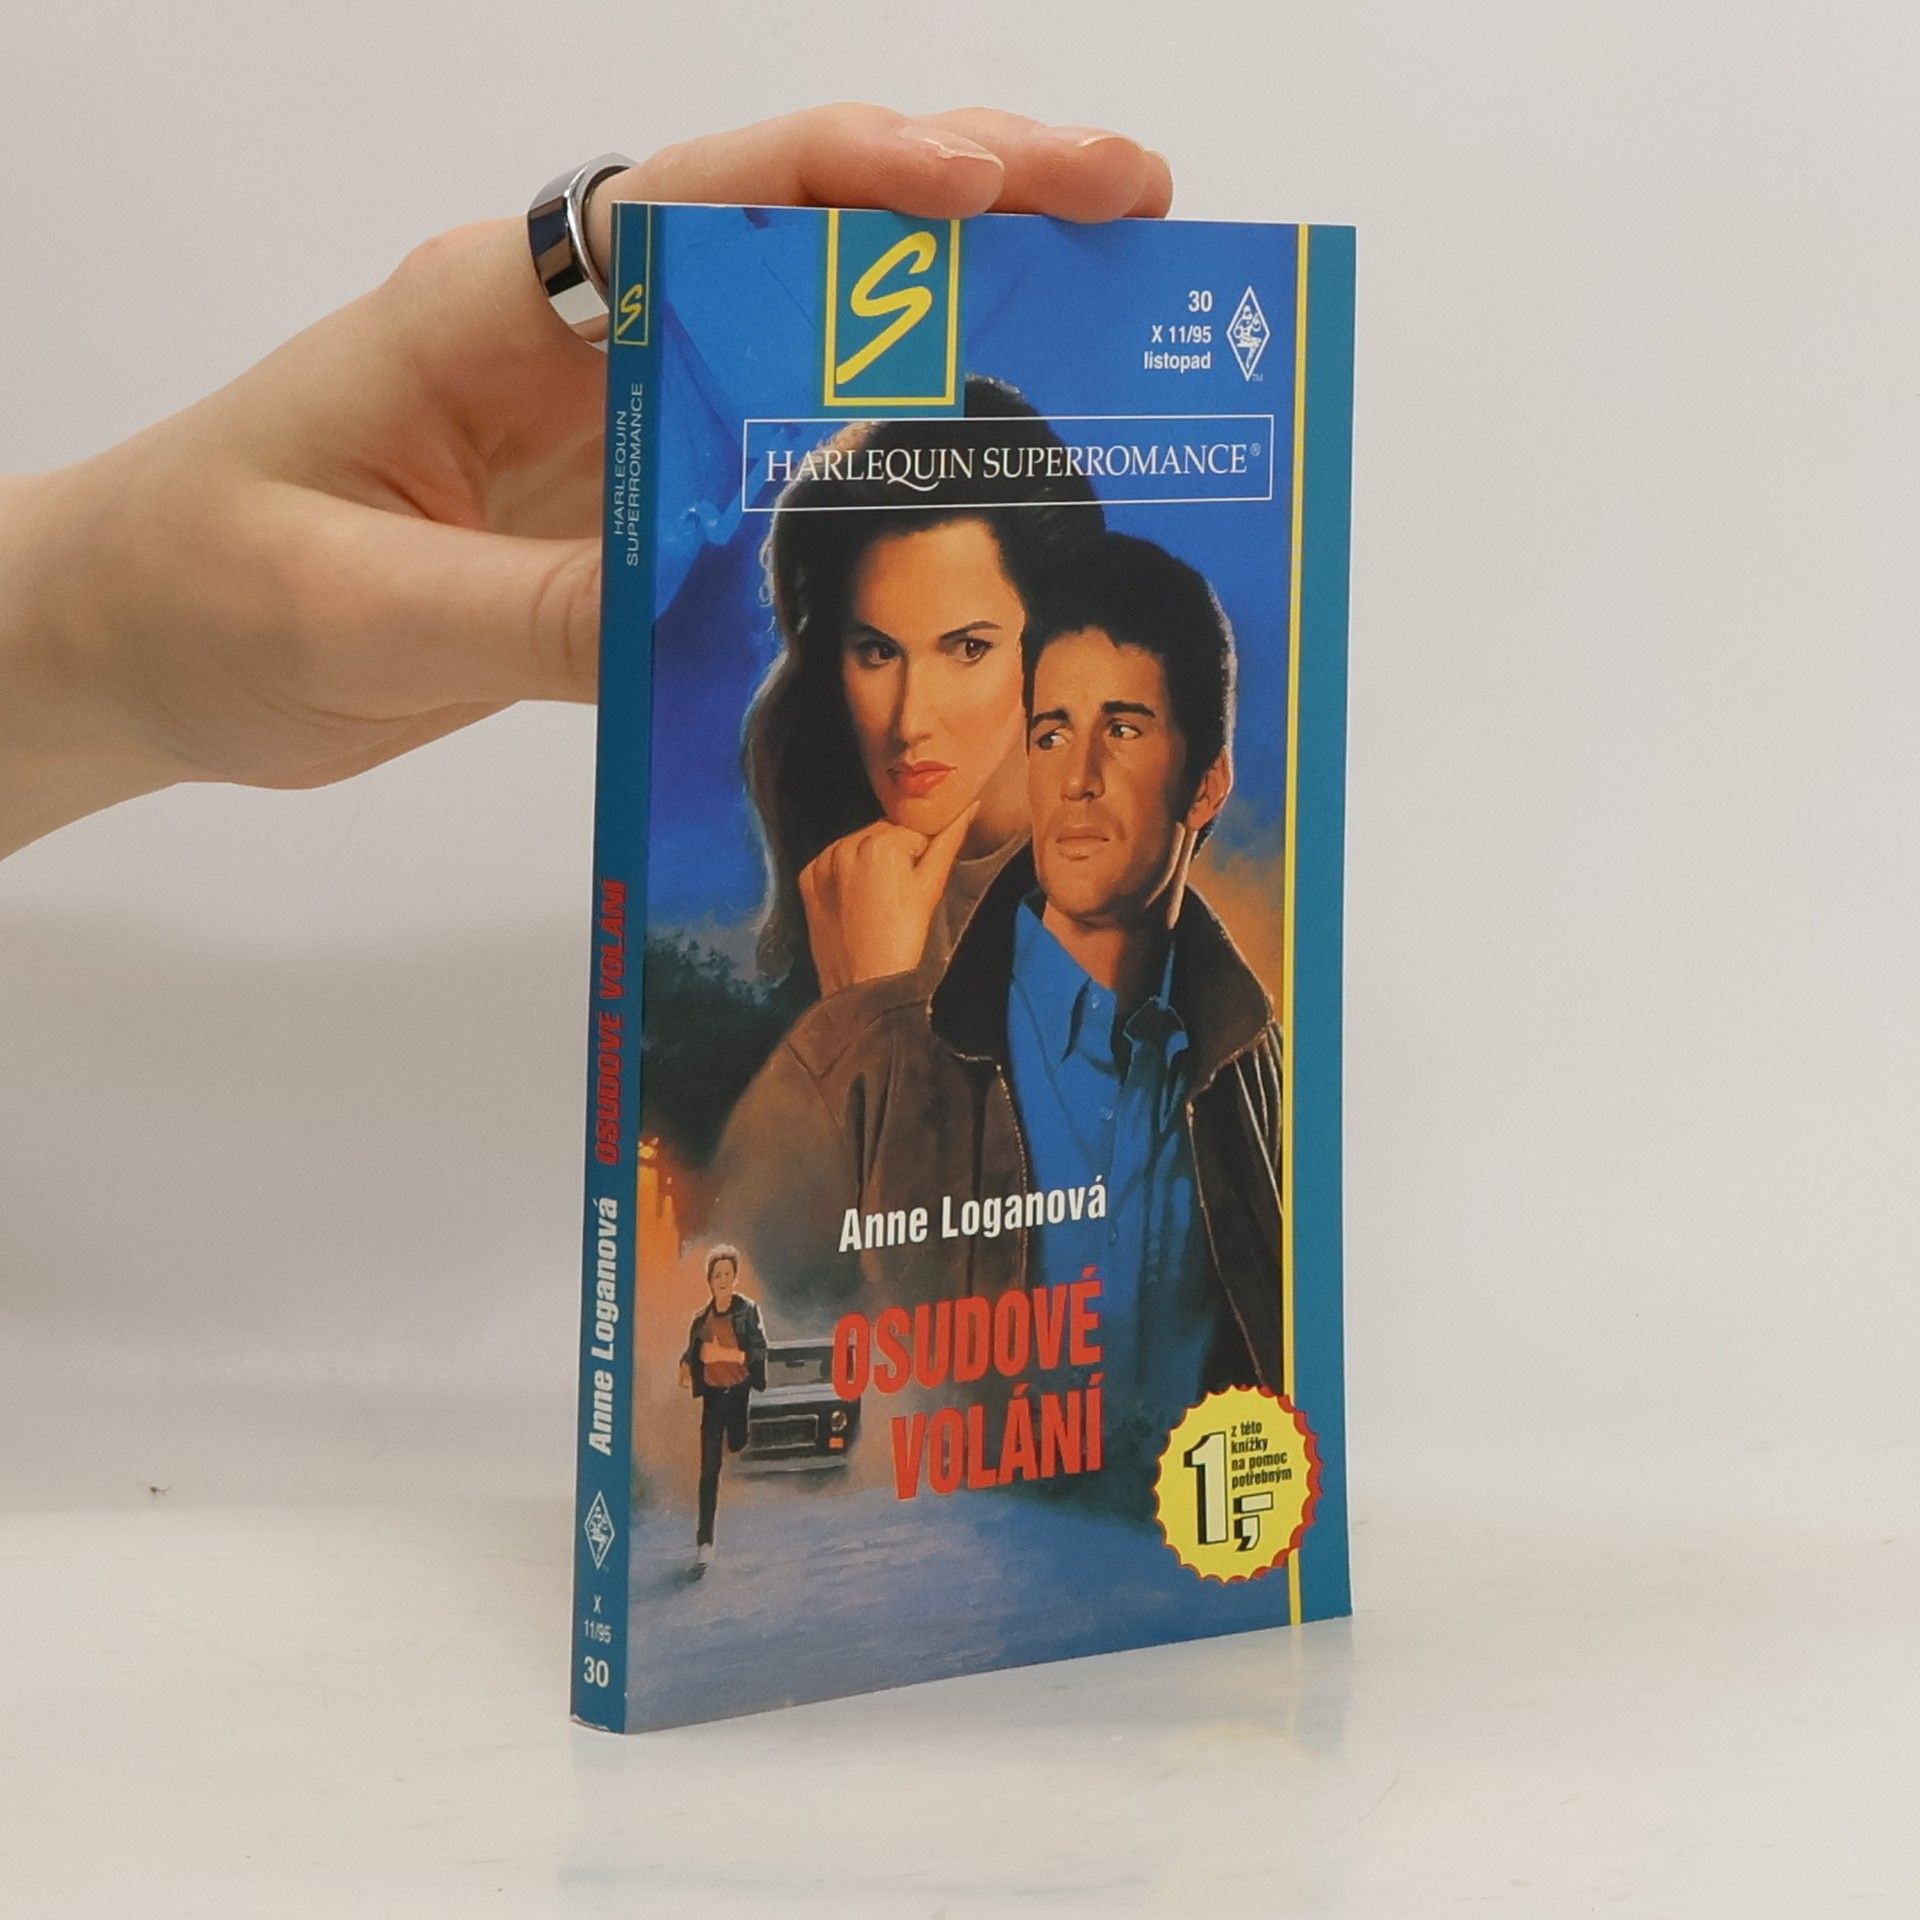 S
30
X 11/95
listopad
TM
HARLEQUIN SUPERROMANCE®
Anne Loganová
OSUDOVÉ
VOLÁNÍ
1,-
z této
knížky
na pomoc
potřebným
S
HARLEQUIN
SUPERROMANCE
OSUDOVÉ VOLÁNÍ
Anne Loganová
X
11/95
30